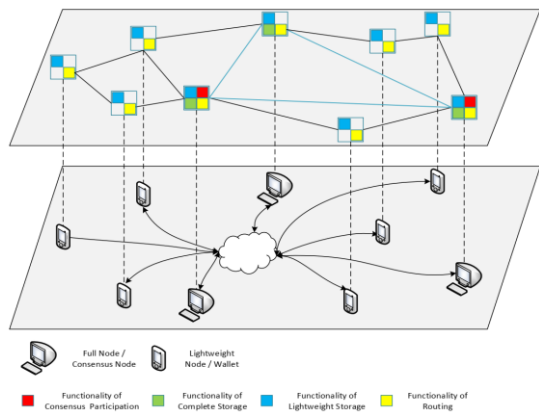 Full Node /
Consensus Node
Lightweight
Node / Wallet
Functionality of
Consensus Participation
Functionality of
Complete Storage
Functionality of
Lightweight Storage
Functionality of
Routing